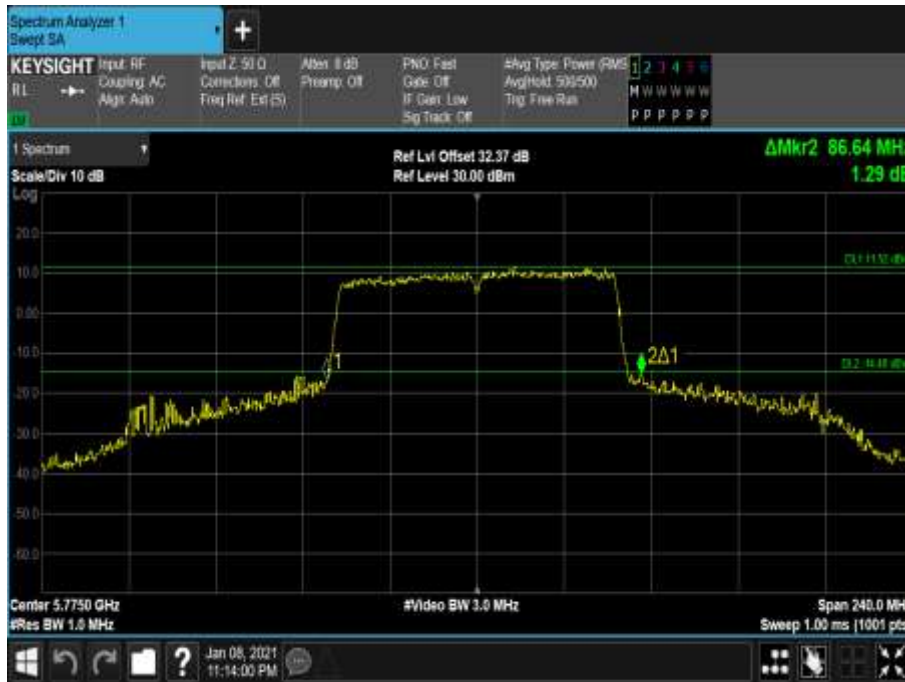 Spectrum Analyzer 1
Swept SA
+
KEYSIGHT
RL
Input: RF
Coupling: AC
Align: Auto
Input Z: 50 Ω
Corrections: Off
Freq Ref: Ext (S)
Atten: 8 dB
Preamp: Off
PNO: Fast
Gate: Off
IF Gain: Low
Sig Track: Off
#Avg Type: Power (RMS
Avg|Hold: 500/500
Trig: Free Run
1 2 3 4 5 6
M W W W W W
P P P P P P
1 Spectrum
Scale/Div 10 dB
Log
Ref Lvl Offset 32.37 dB
Ref Level 30.00 dBm
ΔMkr2 86.64 MH
1.29 dB
20.0
10.0
0.00
-10.0
-20.0
-30.0
-40.0
-50.0
-60.0
1
2Δ1
Center 5.7750 GHz
#Res BW 1.0 MHz
#Video BW 3.0 MHz
Span 240.0 MH
Sweep 1.00 ms (1001 pts
?
Jan 08, 2021
11:14:00 PM